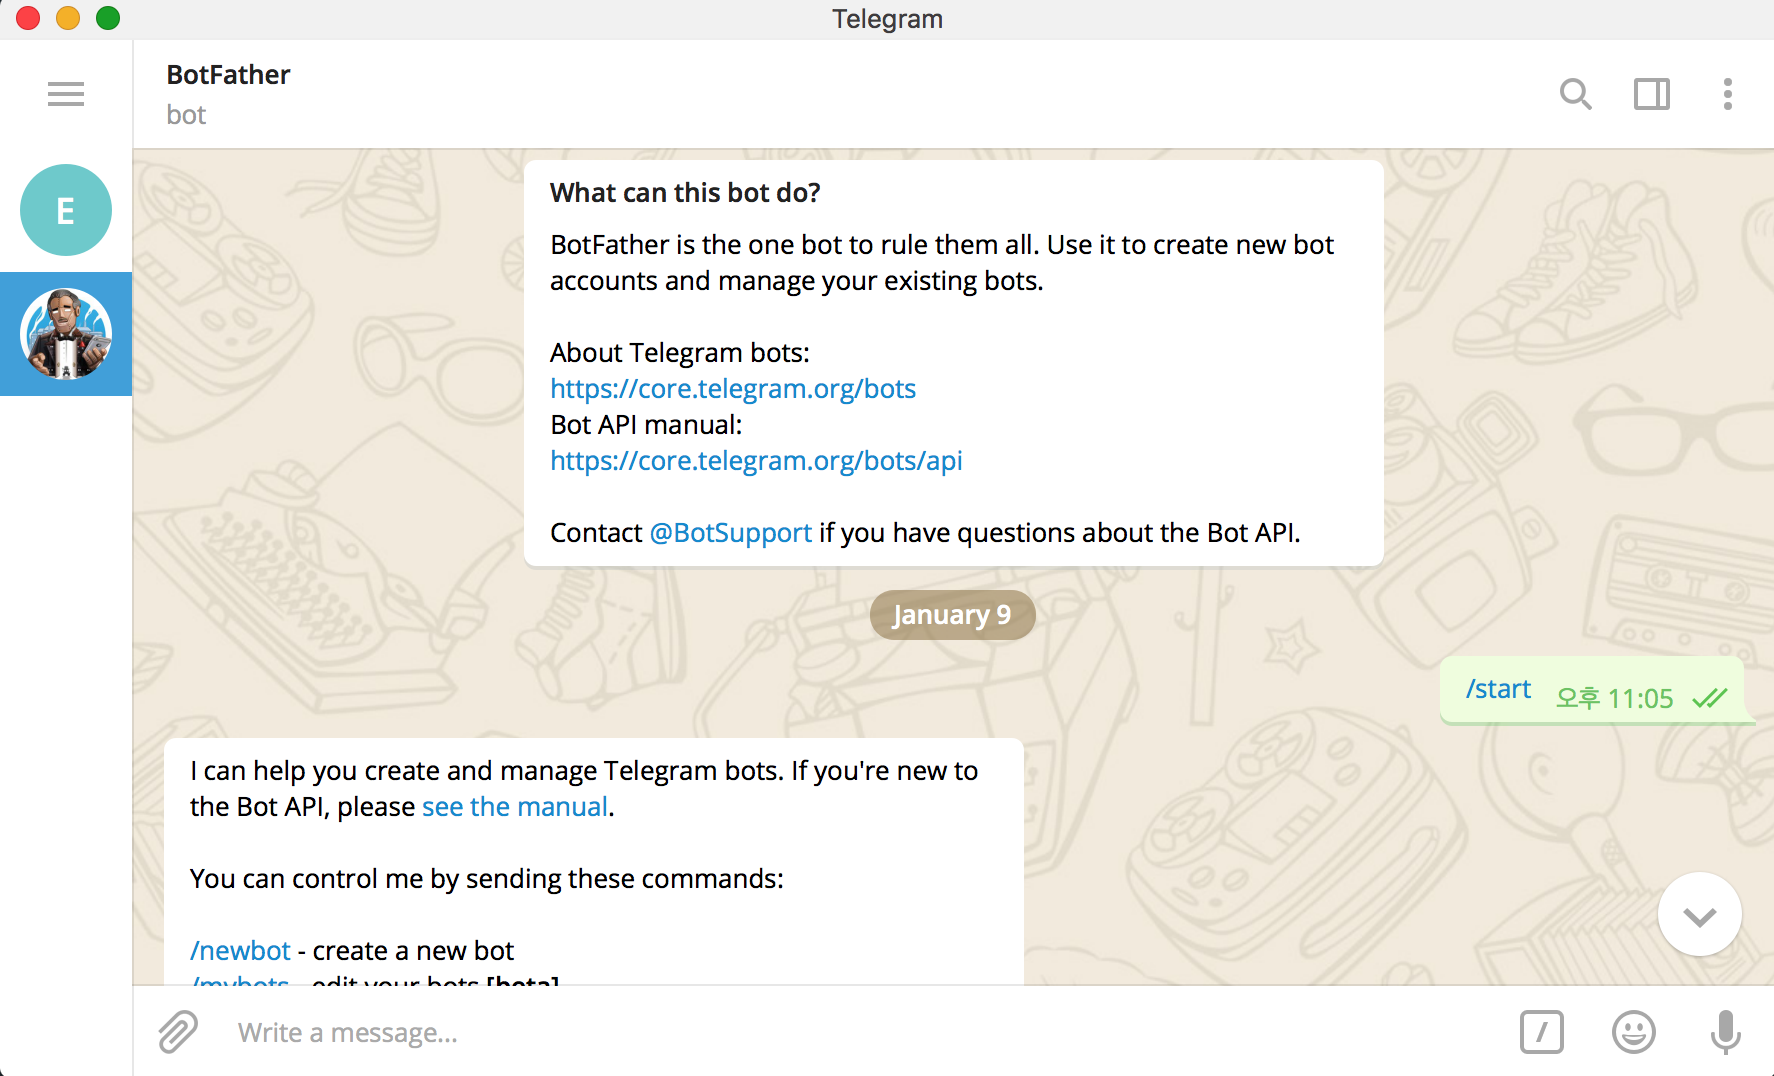 Telegram
BotFather
bot
E
What can this bot do?
BotFather is the one bot to rule them all. Use it to create new bot
accounts and manage your existing bots.
About Telegram bots:
https://core.telegram.org/bots
Bot API manual:
https://core.telegram.org/bots/api
Contact @BotSupport if you have questions about the Bot API.
January 9
/start 오후 11:05
I can help you create and manage Telegram bots. If you're new to
the Bot API, please see the manual.
You can control me by sending these commands:
/newbot - create a new bot
/mybots - edit your bots [beta]
Write a message...